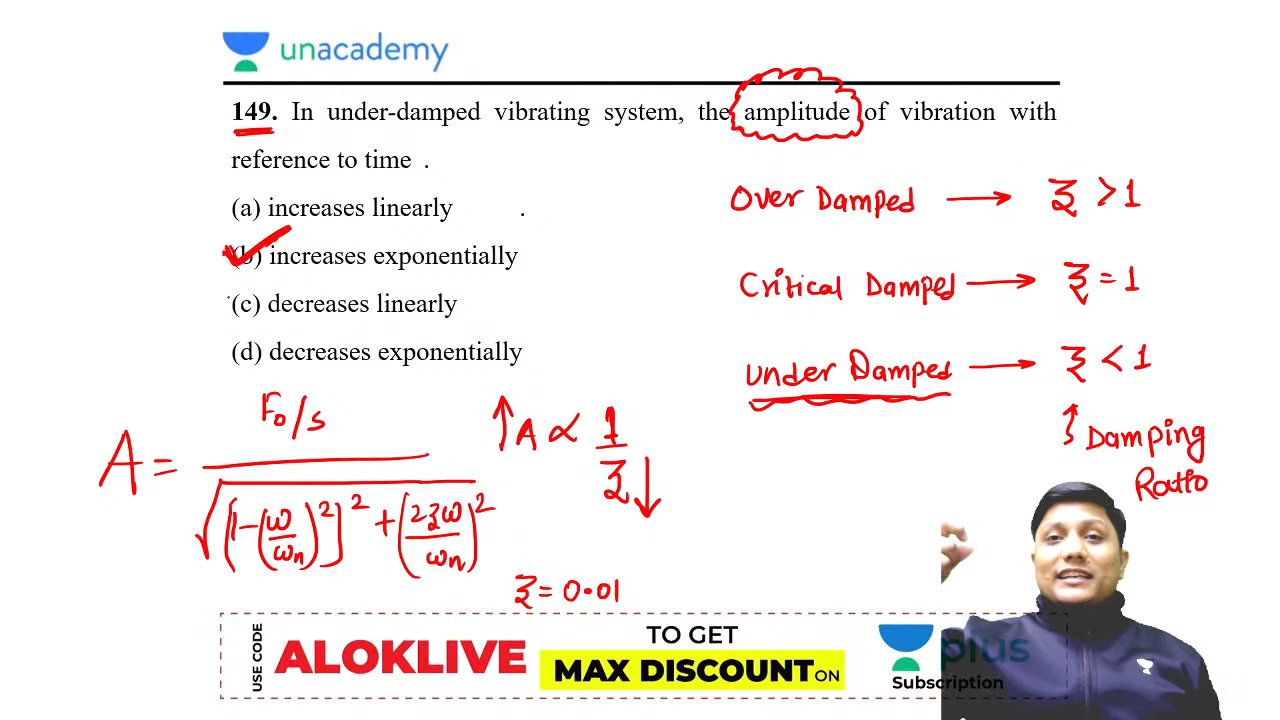 unacademy
149. In under-damped vibrating system, the amplitude of vibration with
reference to time .
(a) increases linearly .
(b) increases exponentially
(c) decreases linearly
(d) decreases exponentially
Over Damped → ξ > 1
Critical Damped → ξ = 1
Under Damped → ξ < 1
Damping
Ratio
A = F₀/s / √([1-(ω/ωn)²]² + (2ξω/ωn)²)
↑ A ∝ 1/ξ ↓
ξ = 0.01
USE CODE
ALOKLIVE
TO GET
MAX DISCOUNT ON
plus
Subscription